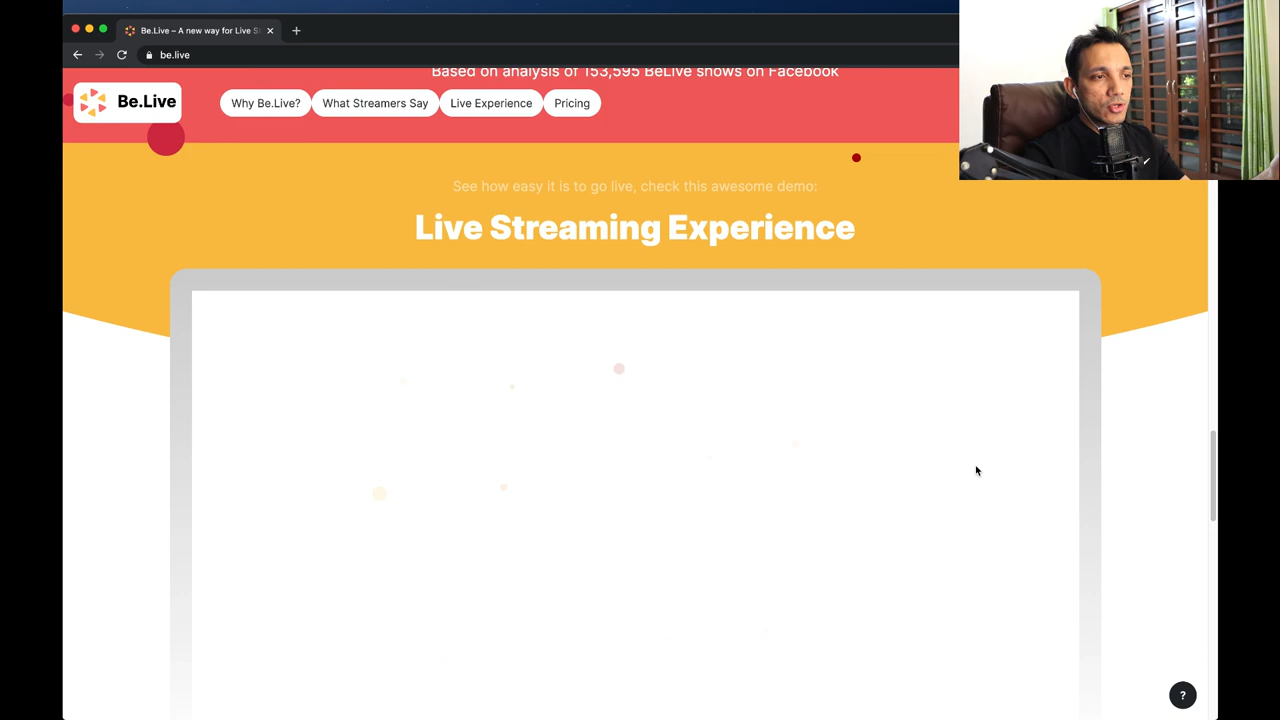 Be.Live – A new way for Live S
be.live
Based on analysis of 153,595 BeLive shows on Facebook
Be.Live
Why Be.Live?
What Streamers Say
Live Experience
Pricing
See how easy it is to go live, check this awesome demo:
Live Streaming Experience
?